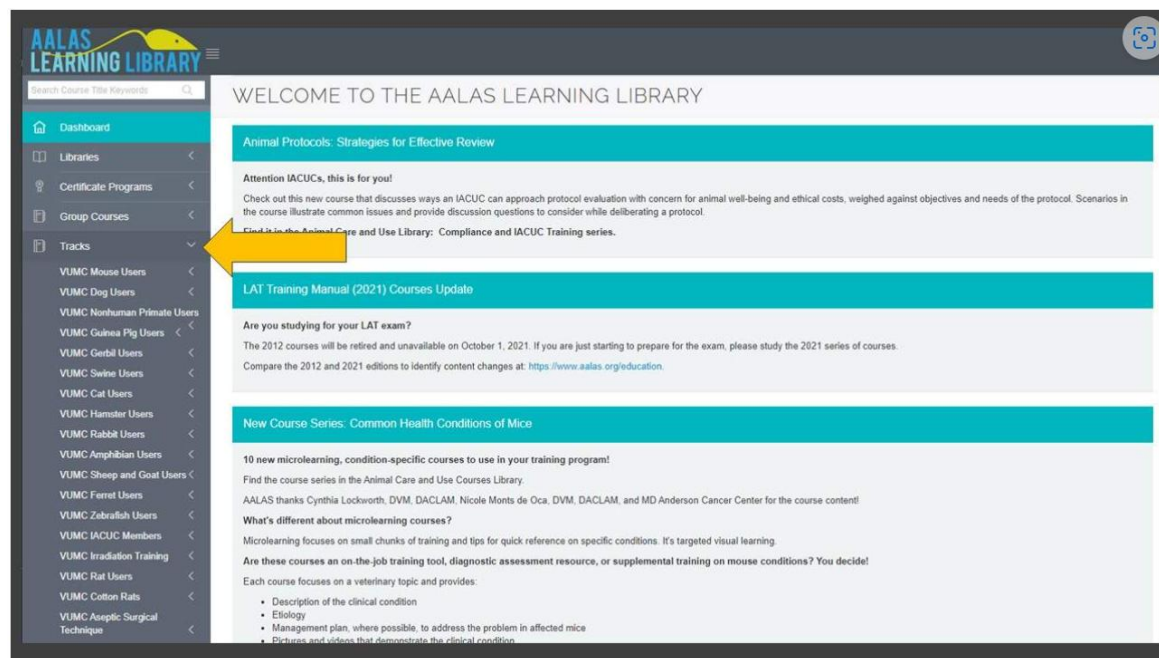 AALAS
LEARNING LIBRARY
Search Course Title Keywords
Dashboard
Libraries
Certificate Programs
Group Courses
Tracks
VUMC Mouse Users
VUMC Dog Users
VUMC Nonhuman Primate Users
VUMC Guinea Pig Users
VUMC Gerbil Users
VUMC Swine Users
VUMC Cat Users
VUMC Hamster Users
VUMC Rabbit Users
VUMC Amphibian Users
VUMC Sheep and Goat Users
VUMC Ferret Users
VUMC Zebrafish Users
VUMC IACUC Members
VUMC Irradiation Training
VUMC Rat Users
VUMC Cotton Rats
VUMC Aseptic Surgical
Technique
WELCOME TO THE AALAS LEARNING LIBRARY
Animal Protocols: Strategies for Effective Review
Attention IACUCs, this is for you!
Check out this new course that discusses ways an IACUC can approach protocol evaluation with concern for animal well-being and ethical costs, weighed against objectives and needs of the protocol. Scenarios in
the course illustrate common issues and provide discussion questions to consider while deliberating a protocol.
Find it in the Animal Care and Use Library: Compliance and IACUC Training series.
LAT Training Manual (2021) Courses Update
Are you studying for your LAT exam?
The 2012 courses will be retired and unavailable on October 1, 2021. If you are just starting to prepare for the exam, please study the 2021 series of courses.
Compare the 2012 and 2021 editions to identify content changes at: https://www.aalas.org/education.
New Course Series: Common Health Conditions of Mice
10 new microlearning, condition-specific courses to use in your training program!
Find the course series in the Animal Care and Use Courses Library.
AALAS thanks Cynthia Lockworth, DVM, DACLAM, Nicole Monts de Oca, DVM, DACLAM, and MD Anderson Cancer Center for the course content!
What's different about microlearning courses?
Microlearning focuses on small chunks of training and tips for quick reference on specific conditions. It's targeted visual learning.
Are these courses an on-the-job training tool, diagnostic assessment resource, or supplemental training on mouse conditions? You decide!
Each course focuses on a veterinary topic and provides:
• Description of the clinical condition
• Etiology
• Management plan, where possible, to address the problem in affected mice
• Pictures and videos that demonstrate the clinical condition